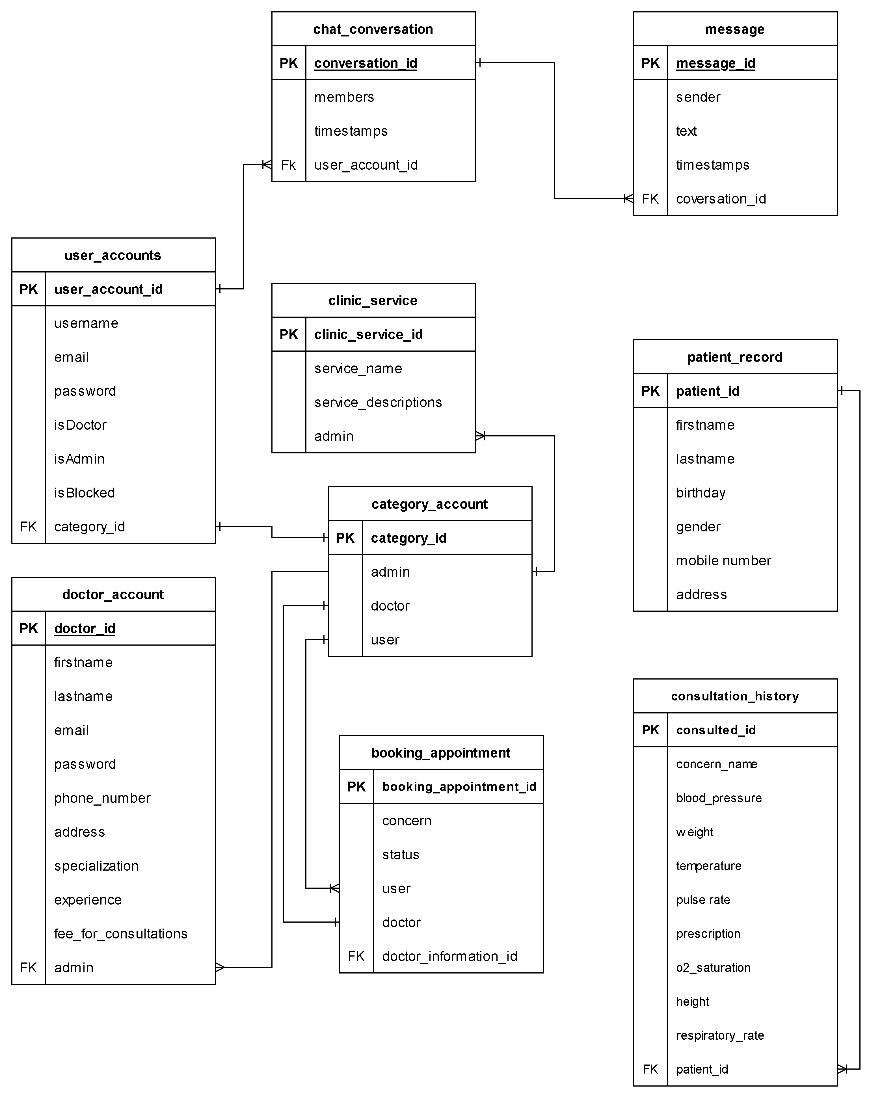 chat_conversation
PK conversation_id
members
timestamps
Fk user_account_id
message
PK message_id
sender
text
timestamps
FK coversation_id
user_accounts
PK user_account_id
username
email
password
isDoctor
isAdmin
isBlocked
FK category_id
clinic_service
PK clinic_service_id
service_name
service_descriptions
admin
patient_record
PK patient_id
firstname
lastname
birthday
gender
mobile number
address
category_account
PK category_id
admin
doctor
user
doctor_account
PK doctor_id
firstname
lastname
email
password
phone_number
address
specialization
experience
fee_for_consultations
FK admin
booking_appointment
PK booking_appointment_id
concern
status
user
doctor
FK doctor_information_id
consultation_history
PK consulted_id
concern_name
blood_pressure
weight
temperature
pulse rate
prescription
o2_saturation
height
respiratory_rate
FK patient_id